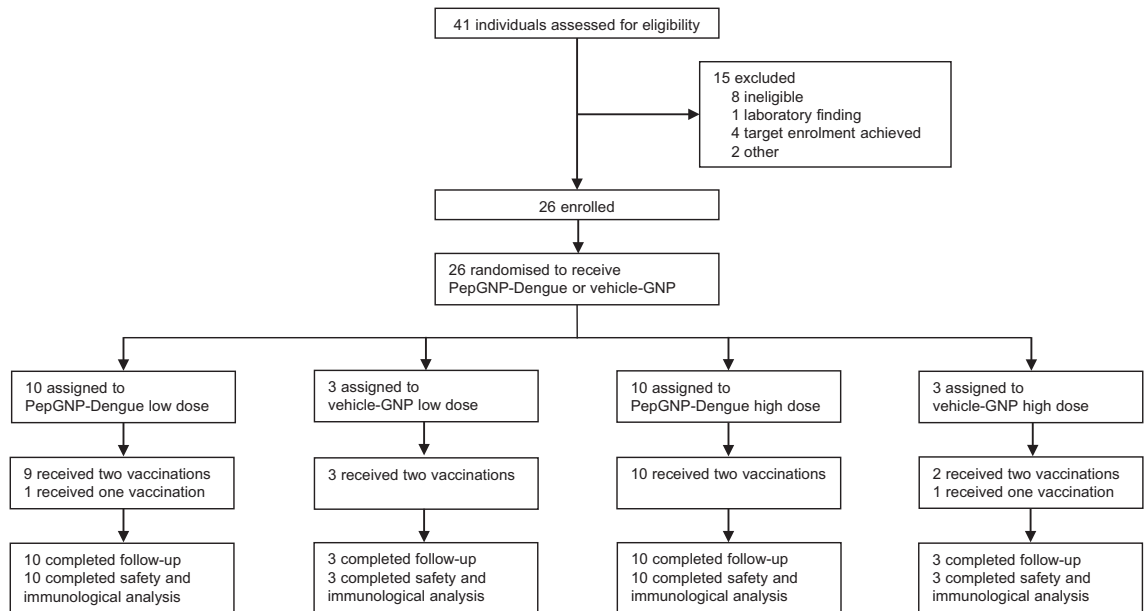 41 individuals assessed for eligibility
15 excluded
8 ineligible
1 laboratory finding
4 target enrolment achieved
2 other
26 enrolled
26 randomised to receive
PepGNP-Dengue or vehicle-GNP
10 assigned to
PepGNP-Dengue low dose
3 assigned to
vehicle-GNP low dose
10 assigned to
PepGNP-Dengue high dose
3 assigned to
vehicle-GNP high dose
9 received two vaccinations
1 received one vaccination
3 received two vaccinations
10 received two vaccinations
2 received two vaccinations
1 received one vaccination
10 completed follow-up
10 completed safety and
immunological analysis
3 completed follow-up
3 completed safety and
immunological analysis
10 completed follow-up
10 completed safety and
immunological analysis
3 completed follow-up
3 completed safety and
immunological analysis